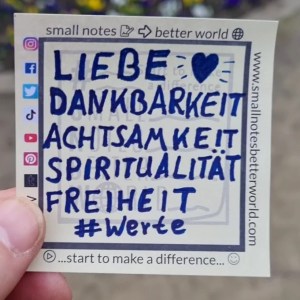 small notes → better world
LIEBE
DANKBARKEIT
ACHTSAMKEIT
SPIRITUALITÄT
FREIHEIT
#Werte
...start to make a difference...
www.smallnotesbetterworld.com